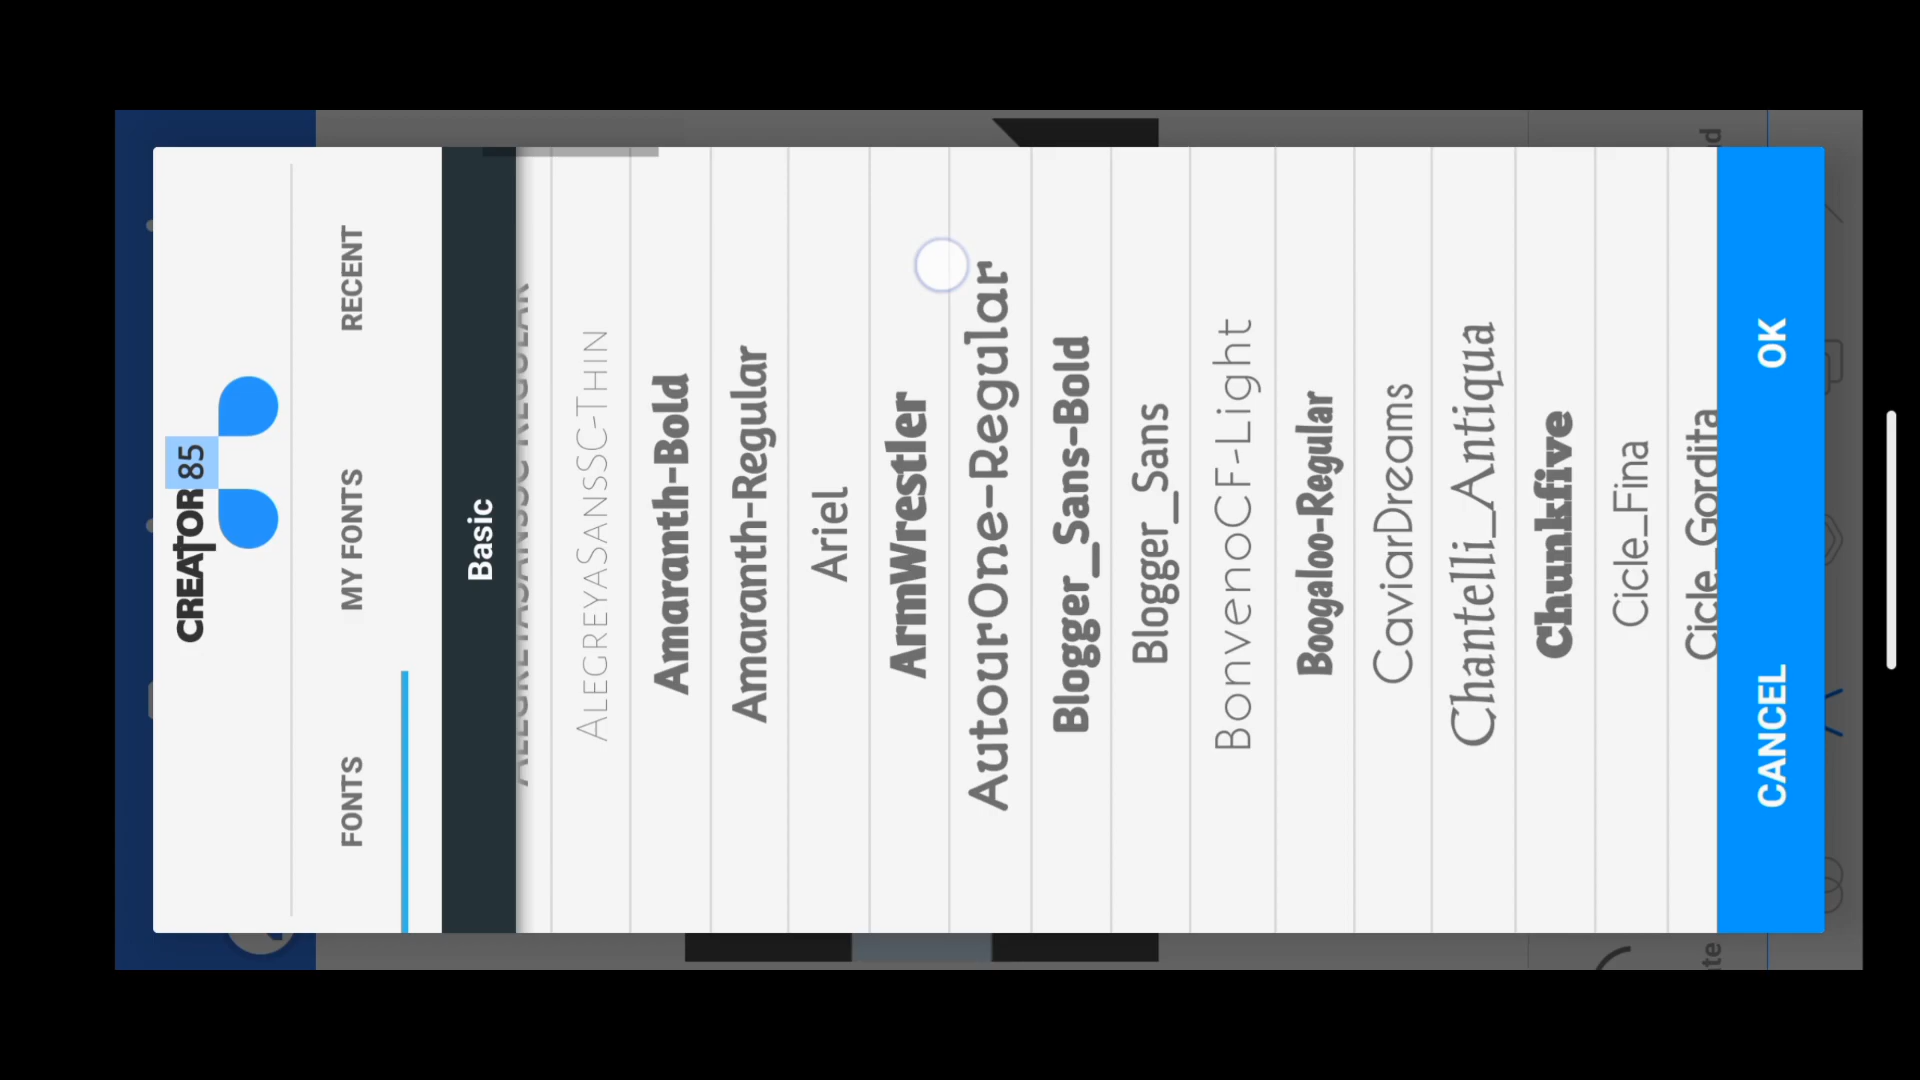 CREATOR 85
FONTS MY FONTS RECENT
Basic
ALEGREYASANSSC-THIN
Amaranth-Bold
Amaranth-Regular
Ariel
ArmWrestler
AutourOne-Regular
Blogger_Sans-Bold
Blogger_Sans
BonvenoCF-Light
Boogaloo-Regular
CaviarDreams
Chantelli_Antiqua
Chunkfive
Cicle_Fina
Cicle_Gordita
CANCEL OK